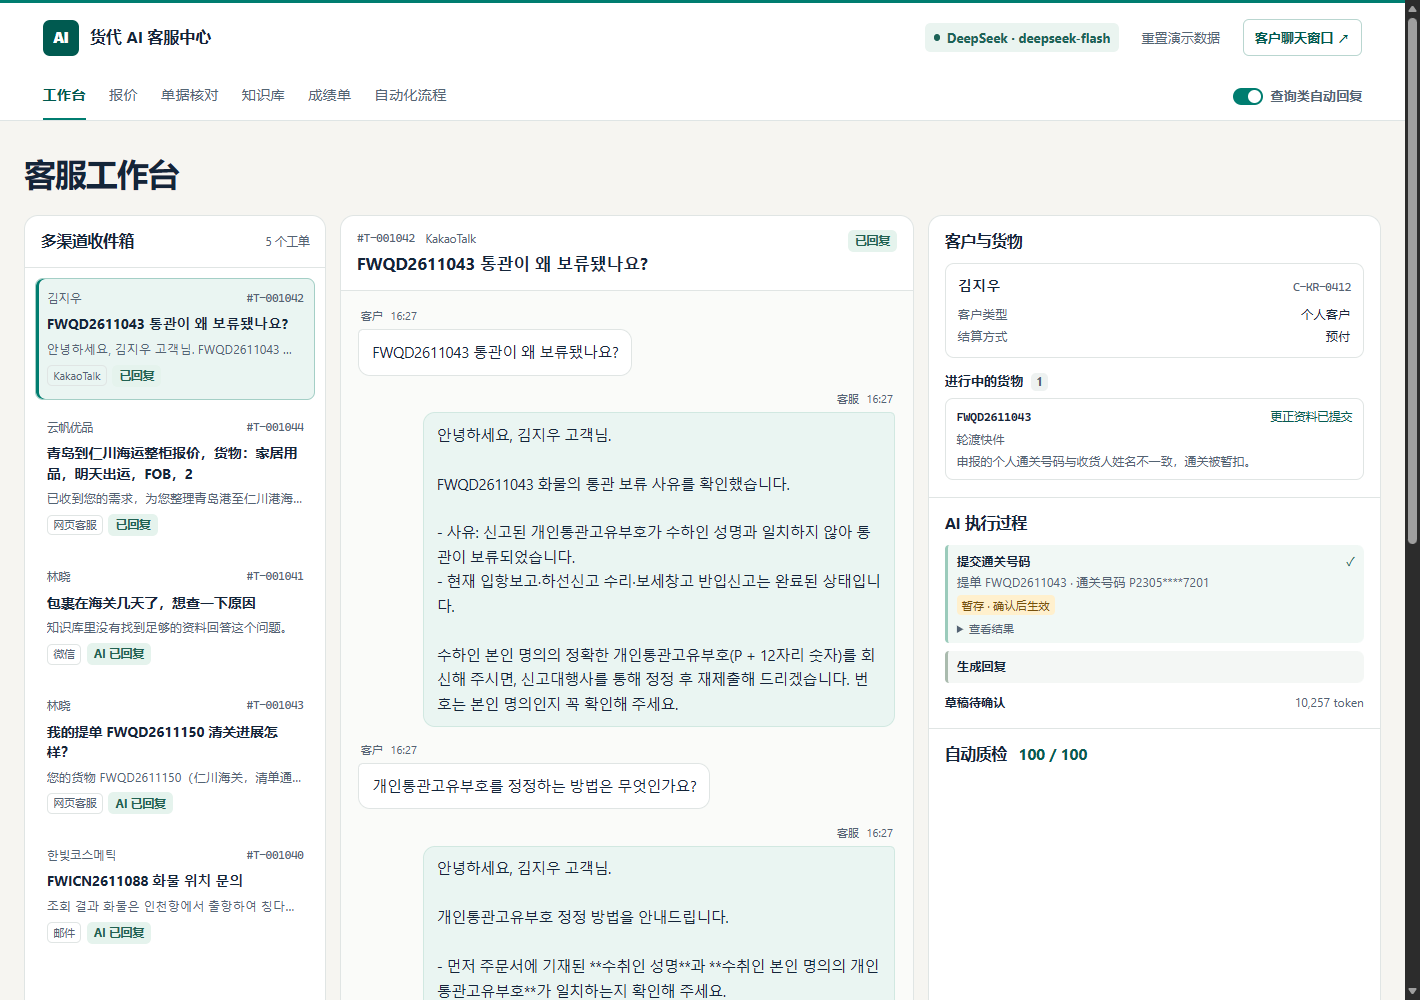 AI 货代 AI 客服中心
DeepSeek · deepseek-flash
重置演示数据
客户聊天窗口 ↗
工作台 报价 单据核对 知识库 成绩单 自动化流程
查询类自动回复
客服工作台
多渠道收件箱 5 个工单
김지우 #T-001042
FWQD2611043 통관이 왜 보류됐나요?
안녕하세요, 김지우 고객님. FWQD2611043 ...
KakaoTalk 已回复
云帆优品 #T-001044
青岛到仁川海运整柜报价，货物：家居用
品，明天出运，FOB，2
已收到您的需求，为您整理青岛港至仁川港海...
网页客服 已回复
林晓 #T-001041
包裹在海关几天了，想查一下原因
知识库里没有找到足够的资料回答这个问题。
微信 AI 已回复
林晓 #T-001043
我的提单 FWQD2611150 清关进展怎
样?
您的货物 FWQD2611150（仁川海关，清单通...
网页客服 AI 已回复
한빛코스메틱 #T-001040
FWICN2611088 화물 위치 문의
조회 결과 화물은 인천항에서 출항하여 칭다...
邮件 AI 已回复
#T-001042 KakaoTalk
已回复
FWQD2611043 통관이 왜 보류됐나요?
客户 16:27
FWQD2611043 통관이 왜 보류됐나요?
客服 16:27
안녕하세요, 김지우 고객님.
FWQD2611043 화물의 통관 보류 사유를 확인했습니다.
- 사유: 신고된 개인통관고유부호가 수하인 성명과 일치하지 않아 통
관이 보류되었습니다.
- 현재 입항보고·하선신고 수리·보세창고 반입신고는 완료된 상태입니
다.
수하인 본인 명의의 정확한 개인통관고유부호(P + 12자리 숫자)를 회
신해 주시면, 신고대행사를 통해 정정 후 재제출해 드리겠습니다. 번
호는 본인 명의인지 꼭 확인해 주세요.
客户 16:27
개인통관고유부호를 정정하는 방법은 무엇인가요?
客服 16:27
안녕하세요, 김지우 고객님.
개인통관고유부호 정정 방법을 안내드립니다.
- 먼저 주문서에 기재된 **수취인 성명**과 **수취인 본인 명의의 개인
통관고유부호**가 일치하는지 확인해 주세요.
客户与货物
김지우 C-KR-0412
客户类型 个人客户
结算方式 预付
进行中的货物 1
FWQD2611043 更正资料已提交
轮渡快件
申报的个人通关号码与收货人姓名不一致，通关被暂扣。
AI 执行过程
提交通关号码 ✓
提单 FWQD2611043 · 通关号码 P2305****7201
暂存 · 确认后生效
▶ 查看结果
生成回复
草稿待确认 10,257 token
自动质检 100 / 100